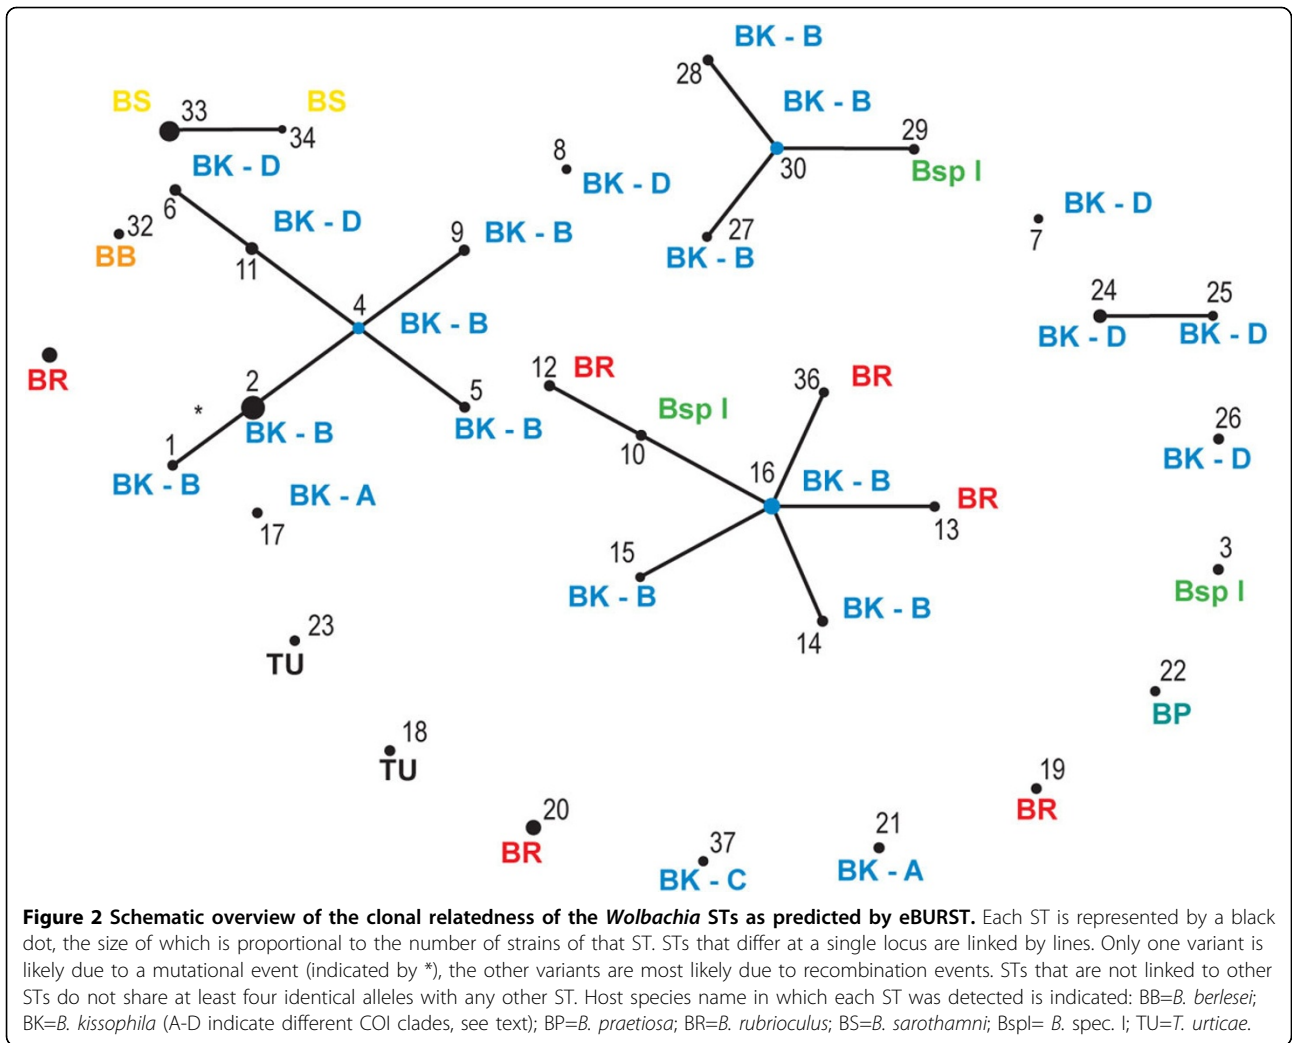 BK - B
28
BK - B
BS 33 BS
34
29
30
Bsp I
8
BK - D
BK - D
6
BK - D
9 BK - B
27
BK - B
BK - D
7
32
BB
11
4
BK - B
24 25
BK - D BK - D
BR
12 BR
36 BR
2
*
BK - B
5
BK - B
Bsp I
10
26
BK - D
1
BK - B
16 BK - B
BR
13
BK - A
17
15
BK - B
3
Bsp I
BK - B
14
23
TU
22
BP
18
TU
19
BR
20
BR
37
BK - C
21
BK - A
Figure 2 Schematic overview of the clonal relatedness of the Wolbachia STs as predicted by eBURST. Each ST is represented by a black
dot, the size of which is proportional to the number of strains of that ST. STs that differ at a single locus are linked by lines. Only one variant is
likely due to a mutational event (indicated by *), the other variants are most likely due to recombination events. STs that are not linked to other
STs do not share at least four identical alleles with any other ST. Host species name in which each ST was detected is indicated: BB=B. berlesei;
BK=B. kissophila (A-D indicate different COI clades, see text); BP=B. praetiosa; BR=B. rubrioculus; BS=B. sarothamni; BspI= B. spec. I; TU=T. urticae.